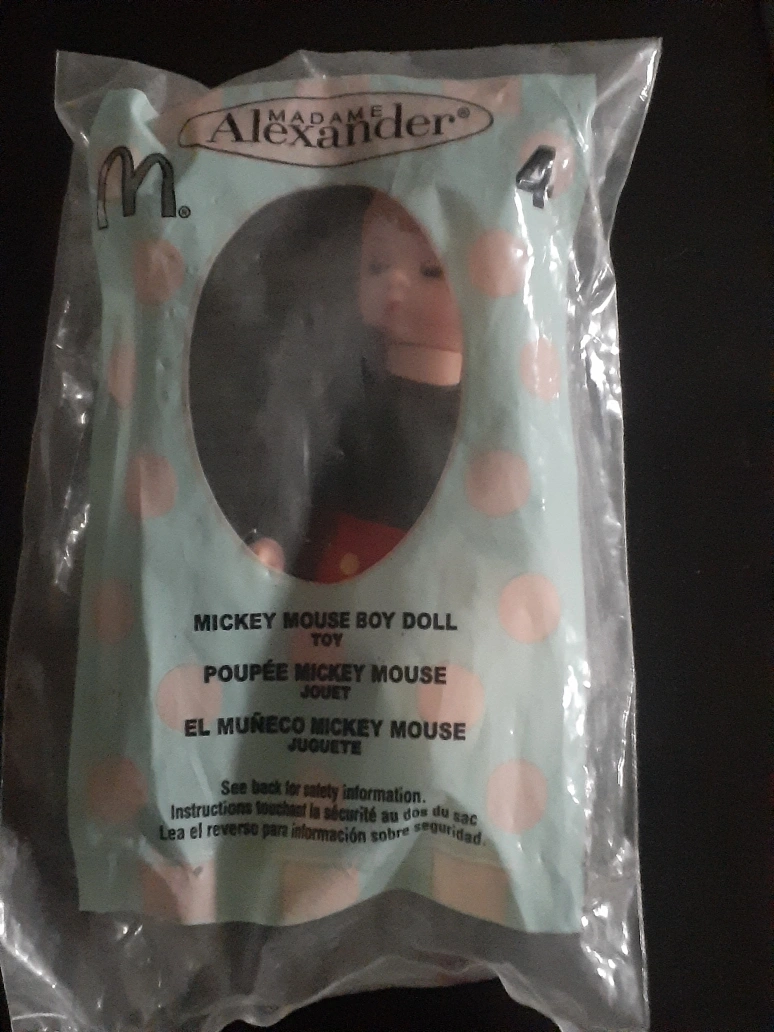 MADAME
Alexander®
M®
4
MICKEY MOUSE BOY DOLL
TOY
POUPÉE MICKEY MOUSE
JOUET
EL MUÑECO MICKEY MOUSE
JUGUETE
See back for safety information.
Instructions touchant la sécurité au dos du sac
Lea el reverso para información sobre seguridad.